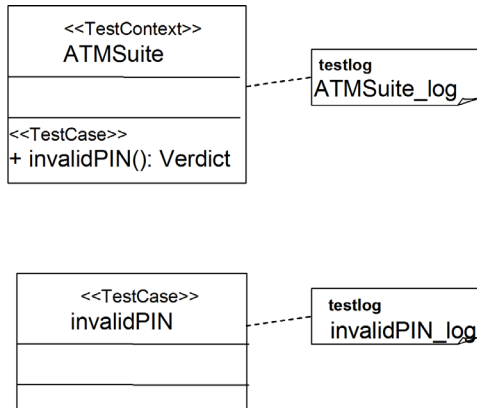 <<TestContext>>
ATMSuite
testlog
ATMSuite_log
<<TestCase>>
+ invalidPIN(): Verdict
<<TestCase>>
invalidPIN
testlog
invalidPIN_log